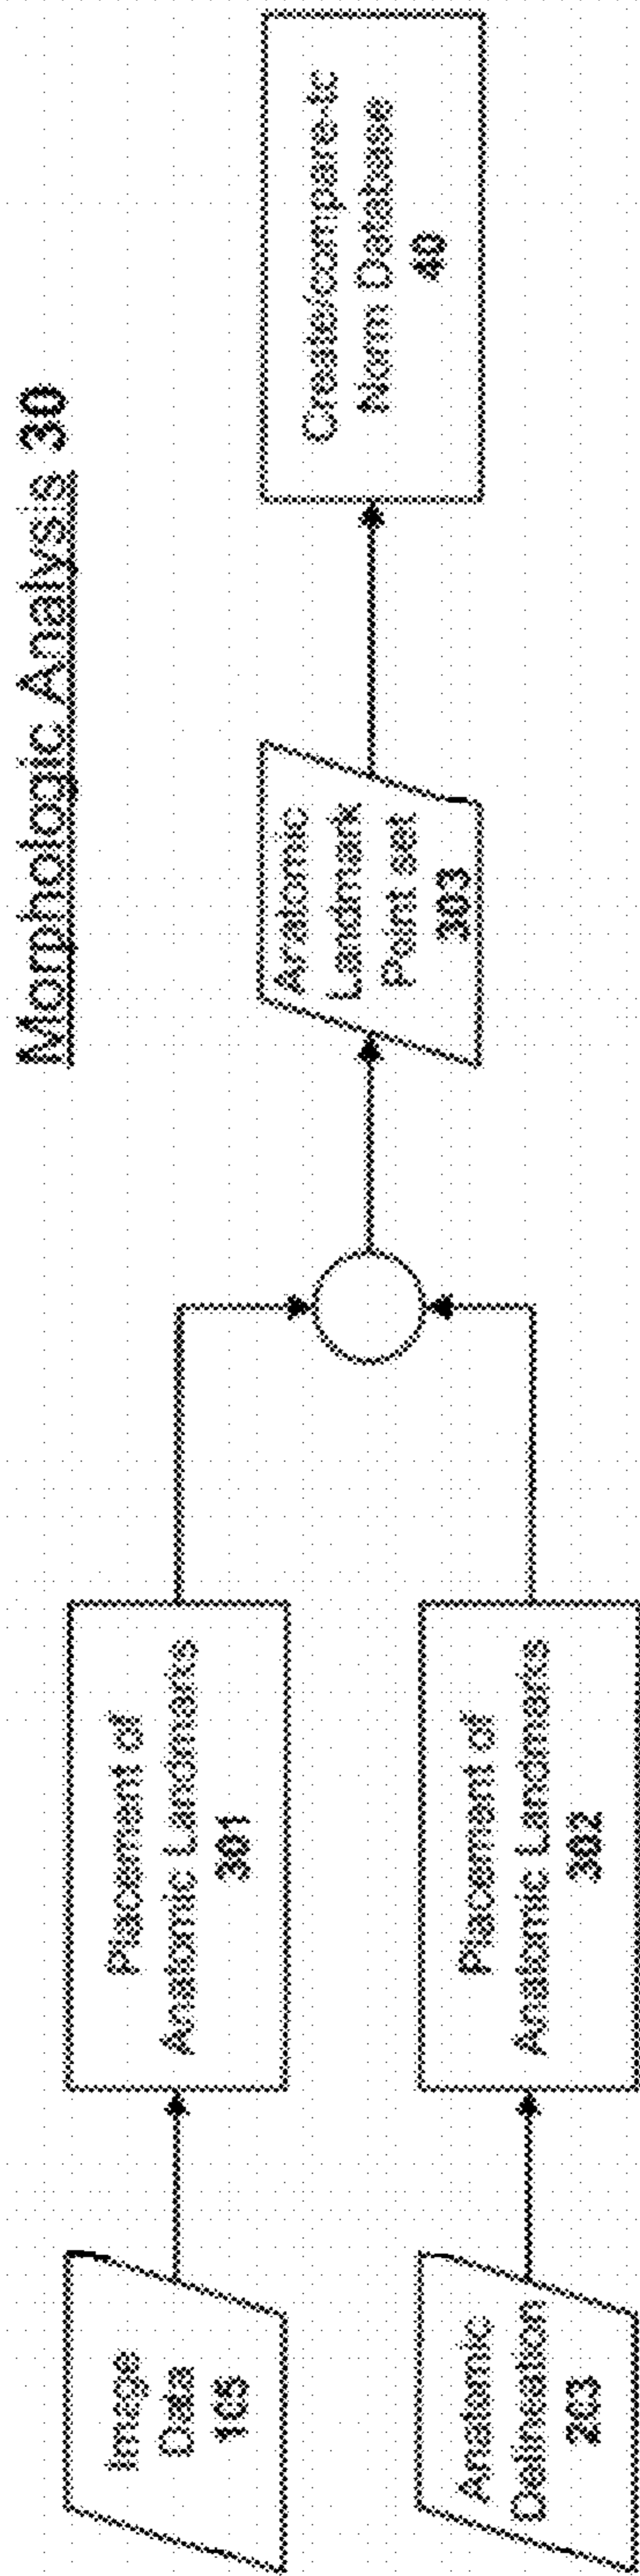 Morphologic Analysis 30
Image
Data
105
Placement of
Anatomic Landmarks
301
Anatomic
Delineation
203
Placement of
Anatomic Landmarks
302
Anatomic
Landmark
Point set
303
Create/compare-to
Norm Database
40